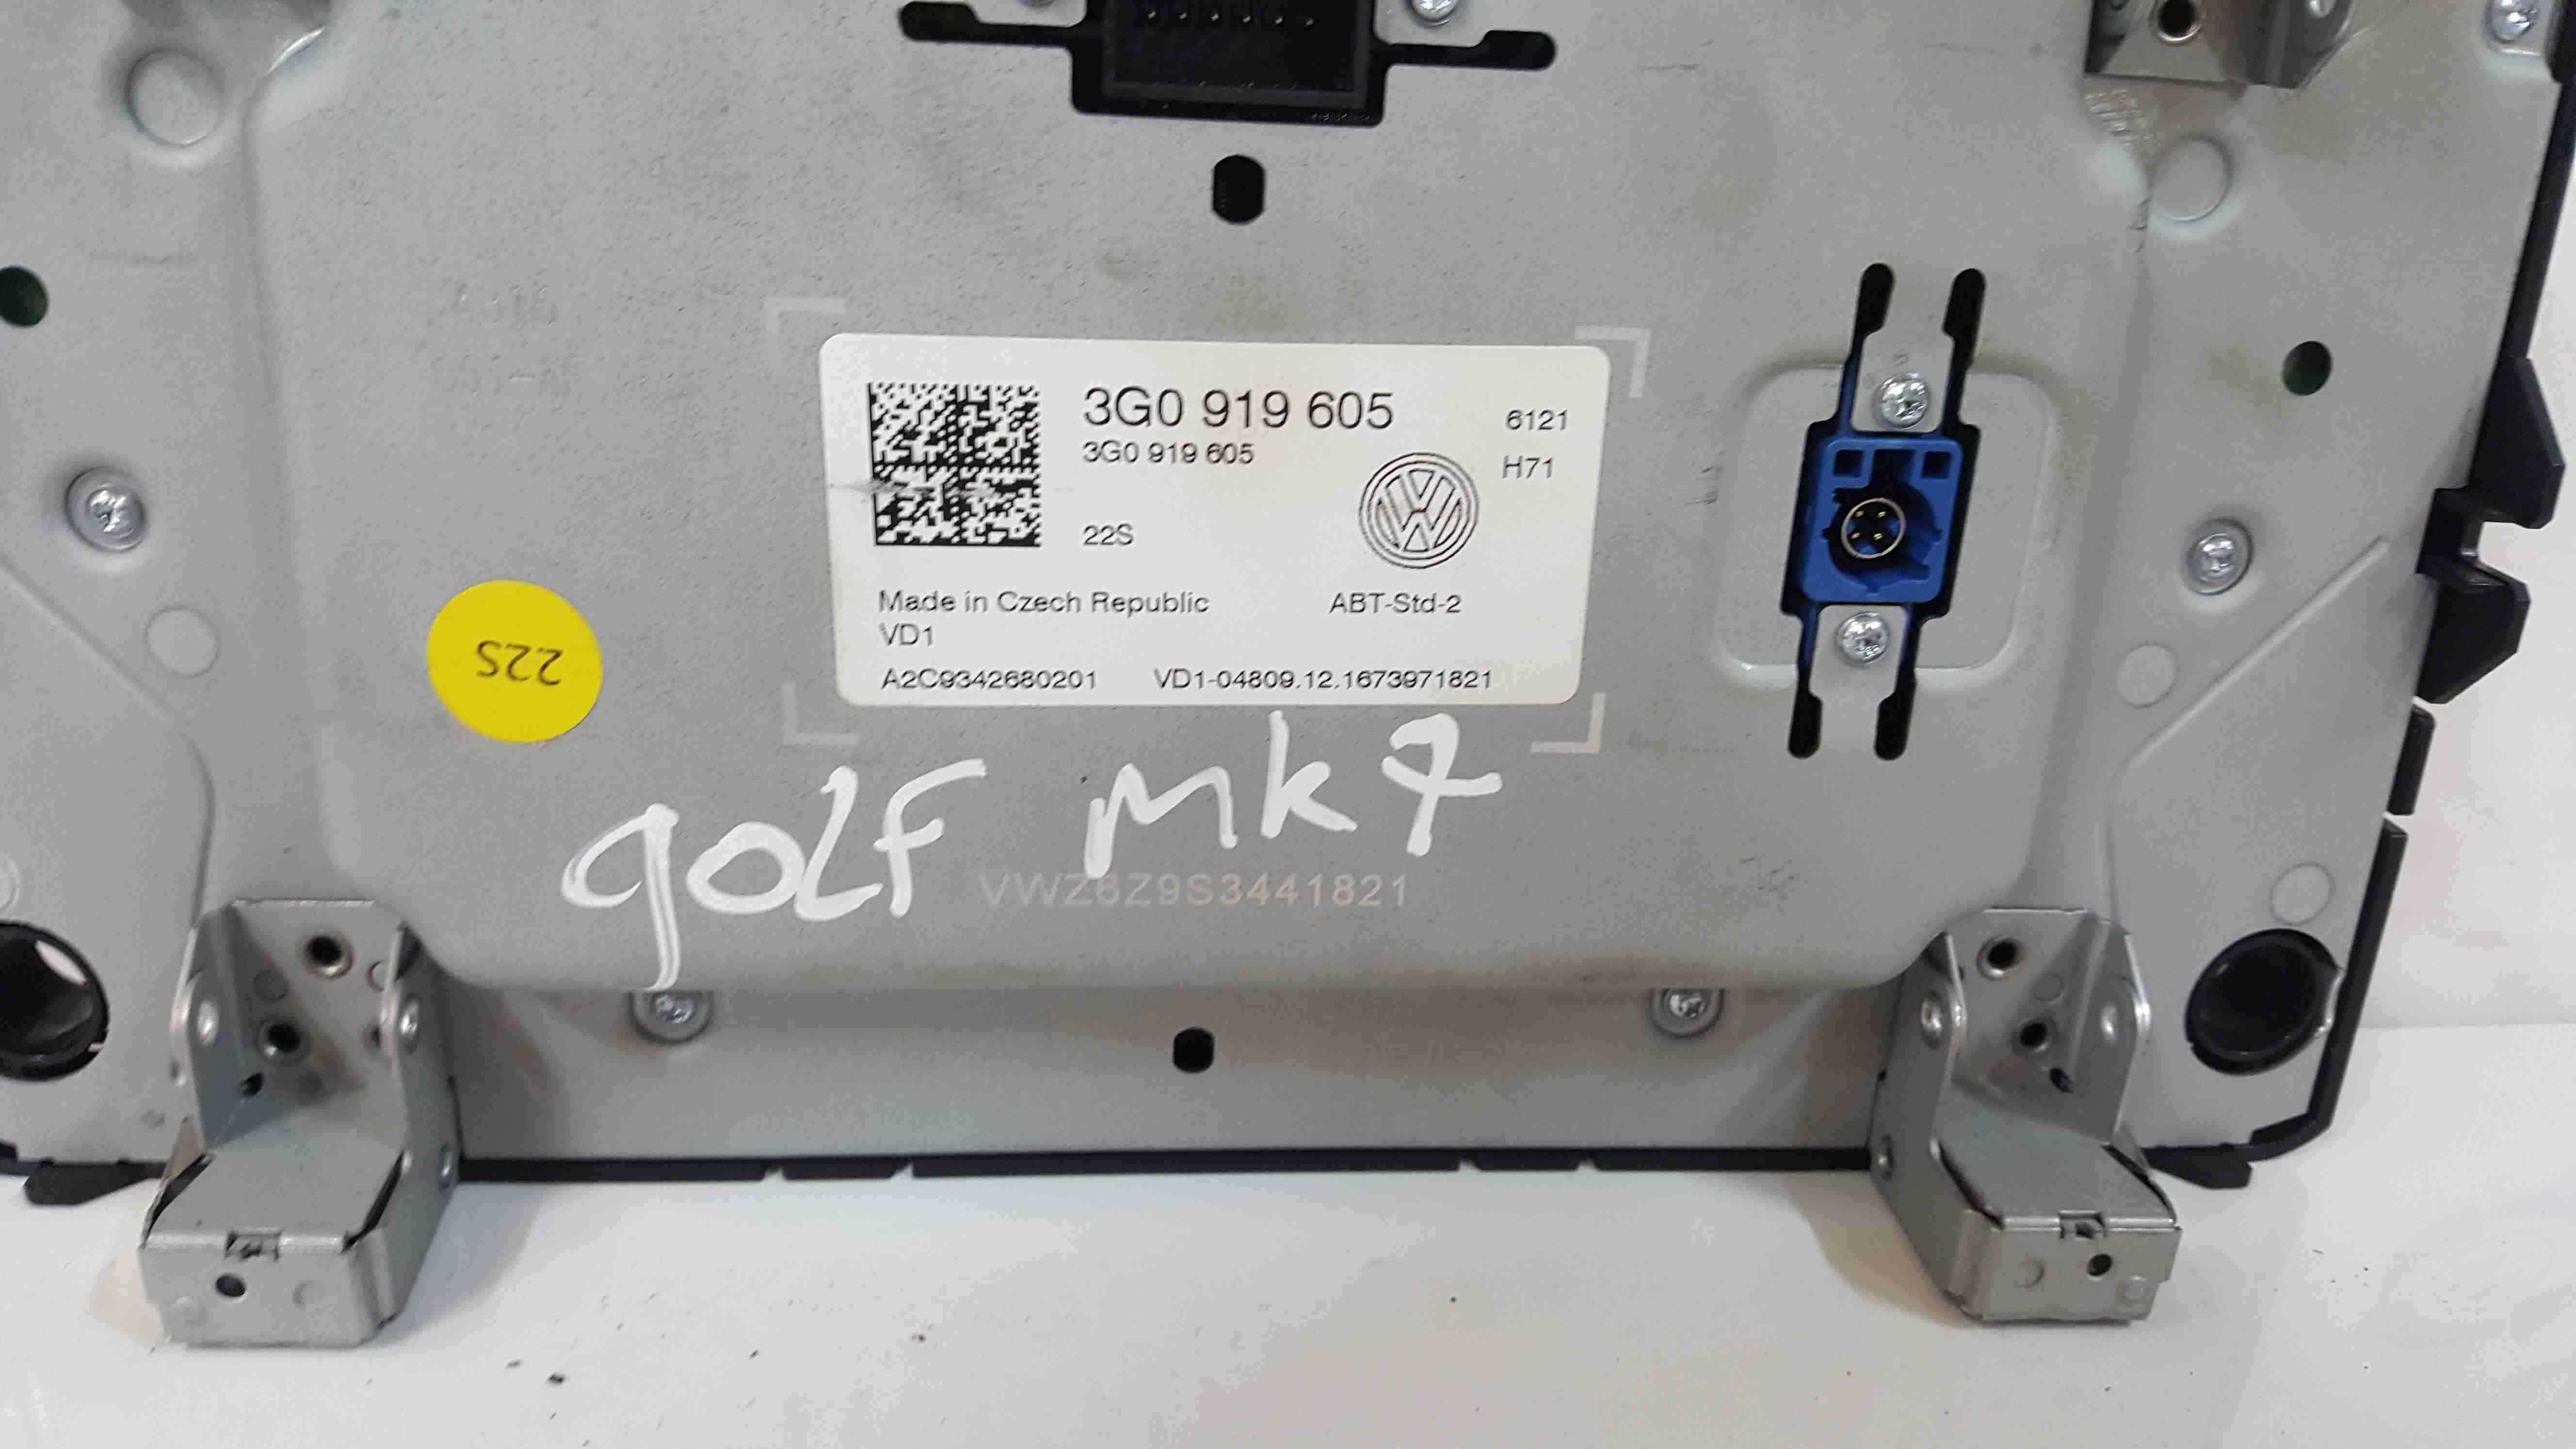 3G0 919 605
6121
3G0 919 605
H71
22S
Made in Czech Republic
ABT-Std-2
VD1
A2C9342680201
VD1-04809.12.1673971821
22S
GOLF MK7
VWZ6Z9S3441821